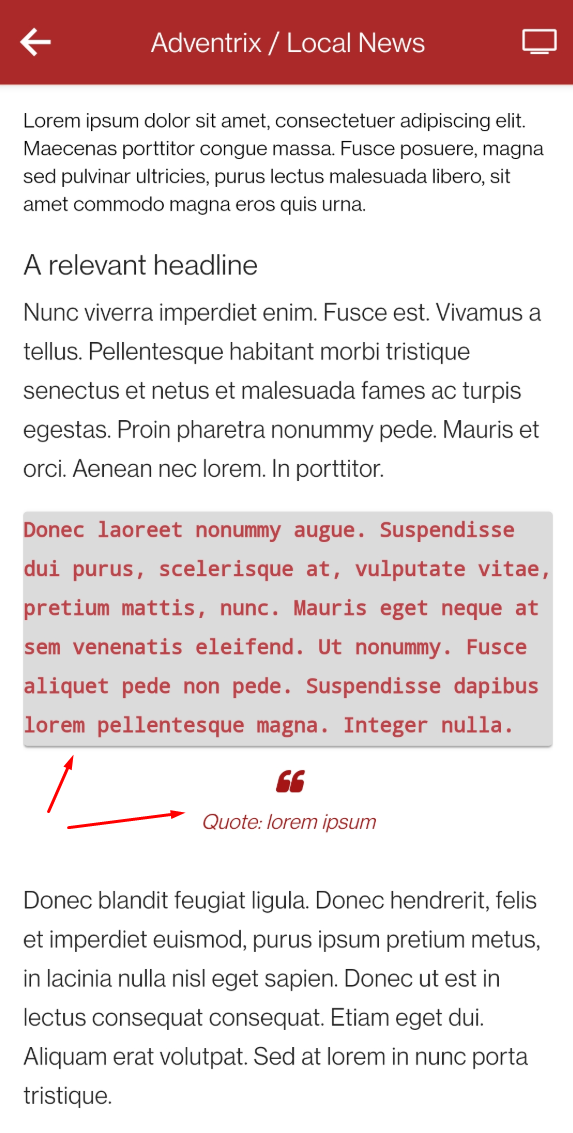 Adventrix / Local News
Lorem ipsum dolor sit amet, consectetuer adipiscing elit.
Maecenas porttitor congue massa. Fusce posuere, magna
sed pulvinar ultricies, purus lectus malesuada libero, sit
amet commodo magna eros quis urna.
A relevant headline
Nunc viverra imperdiet enim. Fusce est. Vivamus a
tellus. Pellentesque habitant morbi tristique
senectus et netus et malesuada fames ac turpis
egestas. Proin pharetra nonummy pede. Mauris et
orci. Aenean nec lorem. In porttitor.
Donec laoreet nonummy augue. Suspendisse
dui purus, scelerisque at, vulputate vitae,
pretium mattis, nunc. Mauris eget neque at
sem venenatis eleifend. Ut nonummy. Fusce
aliquet pede non pede. Suspendisse dapibus
lorem pellentesque magna. Integer nulla.
“
Quote: lorem ipsum
Donec blandit feugiat ligula. Donec hendrerit, felis
et imperdiet euismod, purus ipsum pretium metus,
in lacinia nulla nisl eget sapien. Donec ut est in
lectus consequat consequat. Etiam eget dui.
Aliquam erat volutpat. Sed at lorem in nunc porta
tristique.